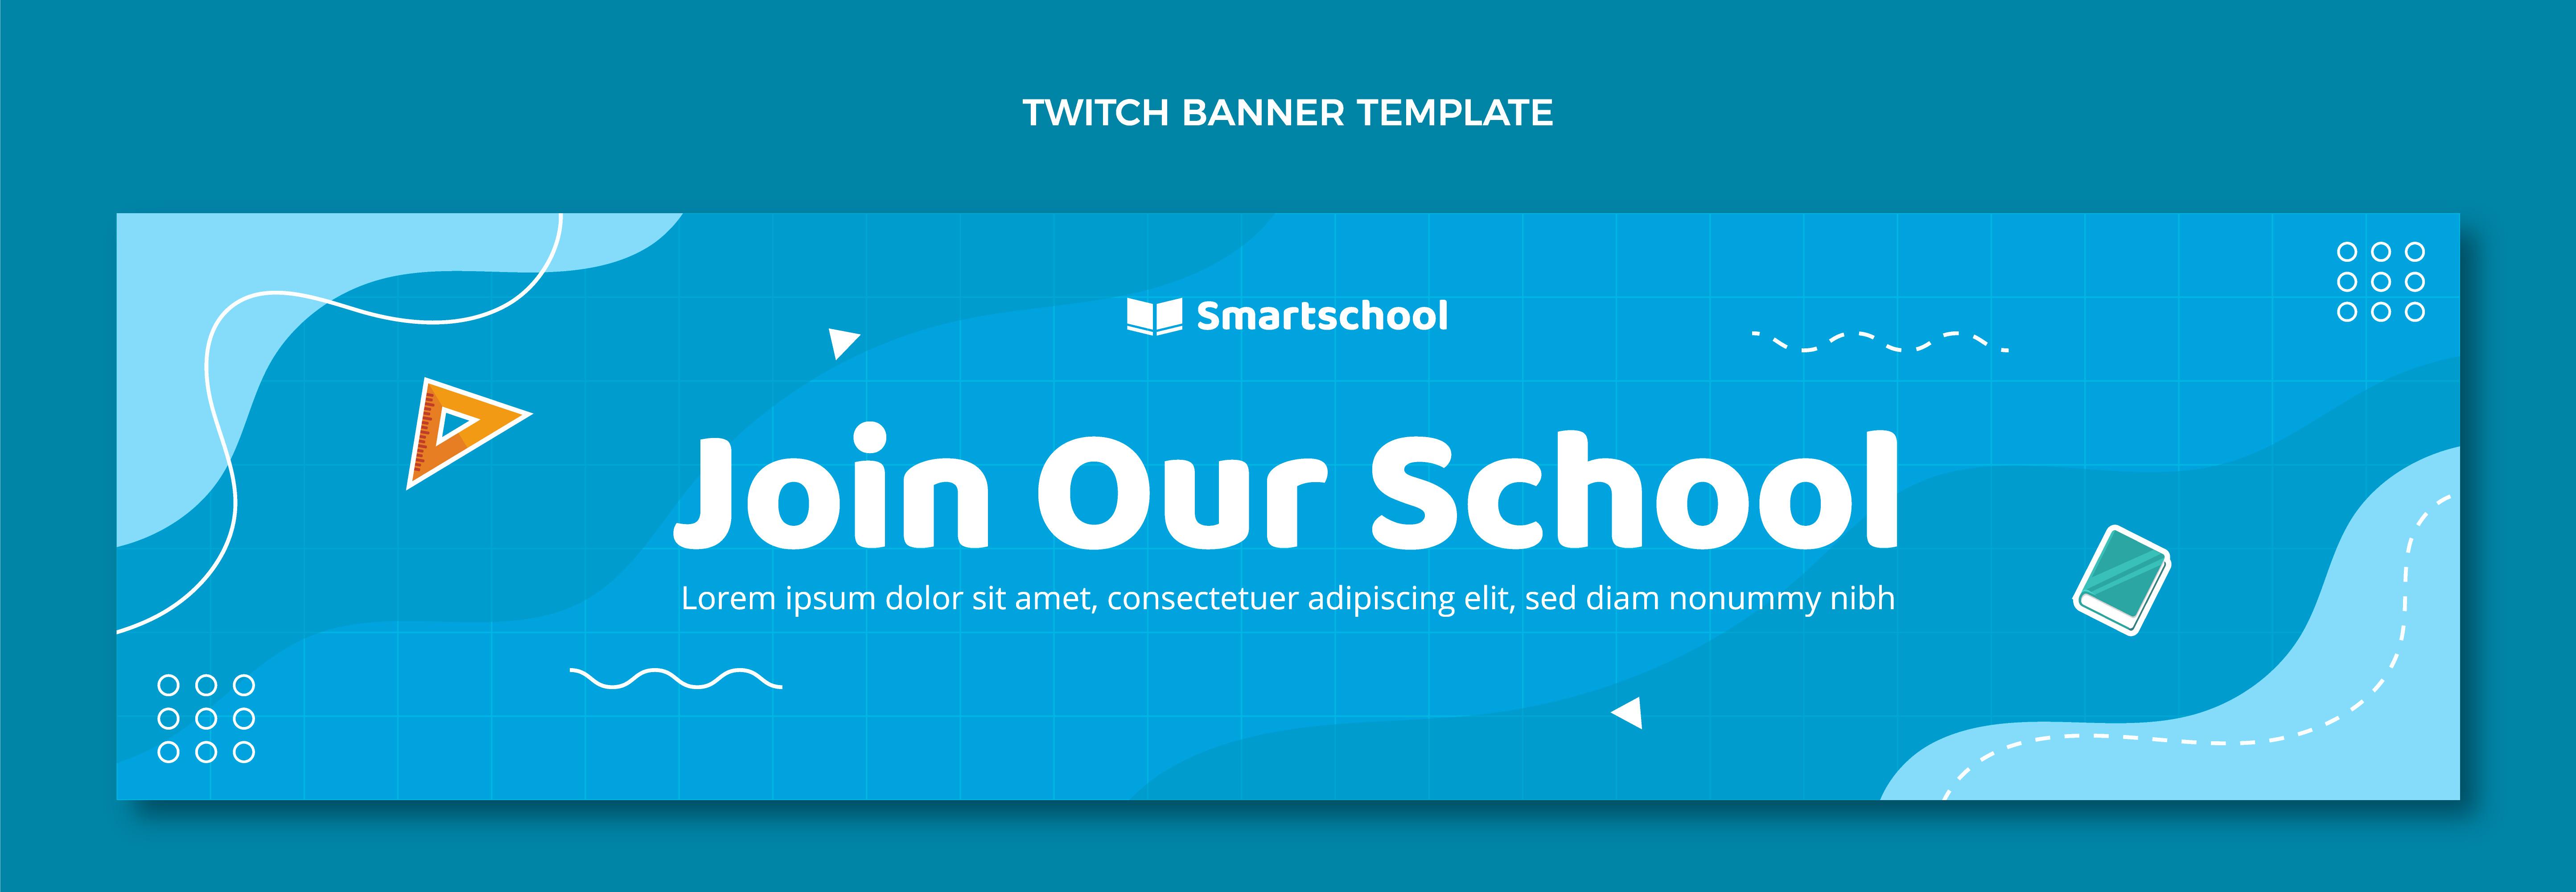 TWITCH BANNER TEMPLATE
Smartschool
Join Our School
Lorem ipsum dolor sit amet, consectetuer adipiscing elit, sed diam nonummy nibh